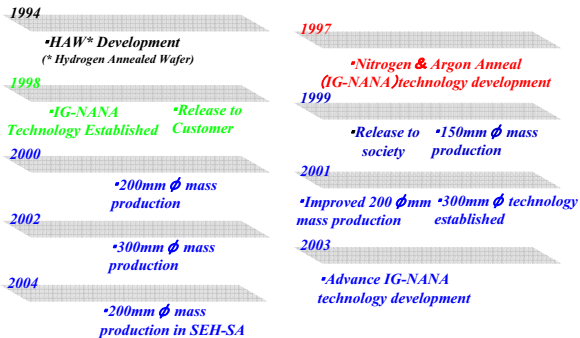 1994
•HAW* Development
(* Hydrogen Annealed Wafer)
1997
•Nitrogen & Argon Anneal
(IG-NANA)technology development
1998
•IG-NANA
Technology Established
•Release to
Customer
1999
•Release to
society
•150mm ϕ mass
production
2000
•200mm ϕ mass
production
2001
•Improved 200 ϕmm
mass production
•300mm ϕ technology
established
2002
•300mm ϕ mass
production
2003
•Advance IG-NANA
technology development
2004
•200mm ϕ mass
production in SEH-SA